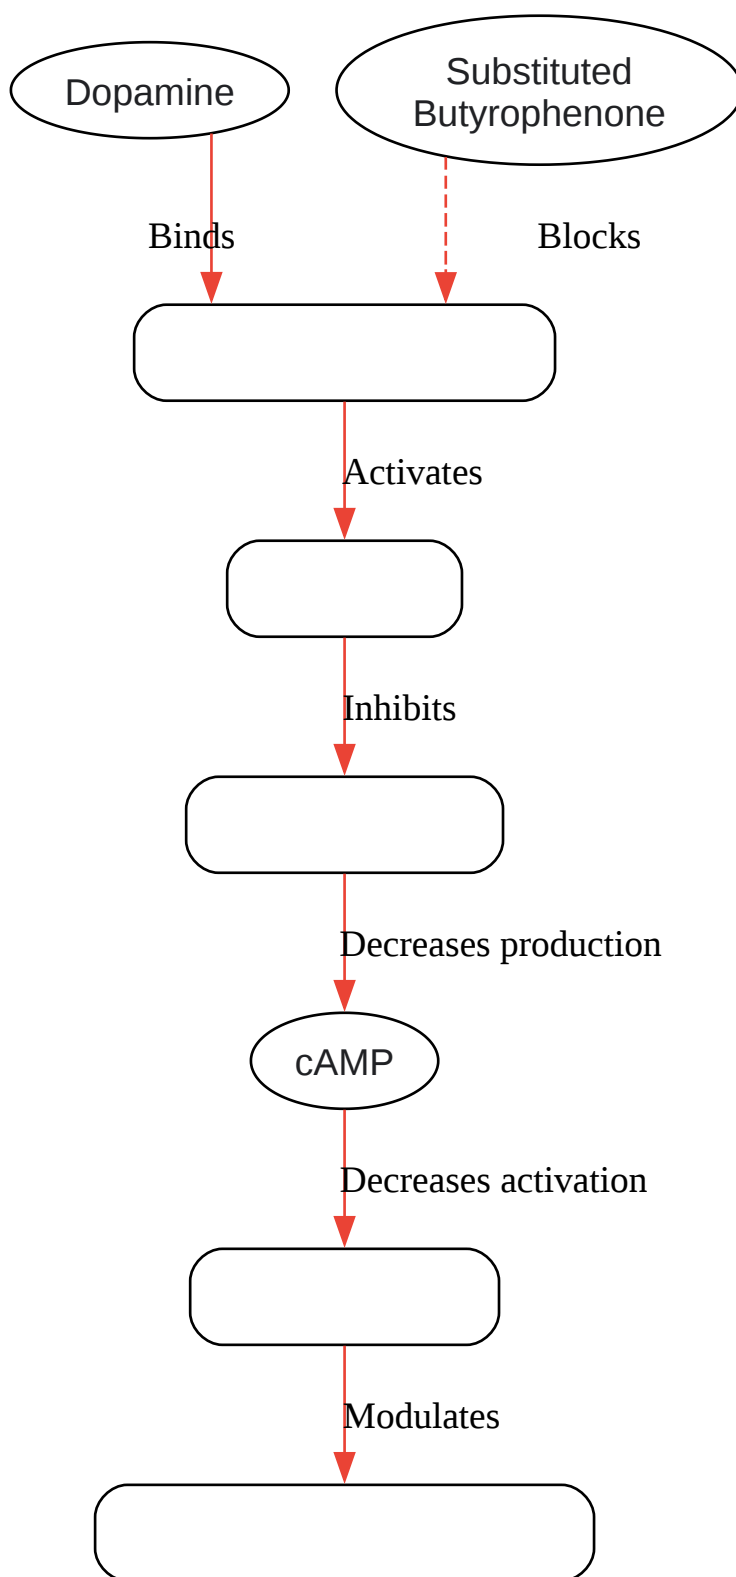 Dopamine
Substituted
Butyrophenone
Binds
Blocks
Activates
Inhibits
Decreases production
cAMP
Decreases activation
Modulates